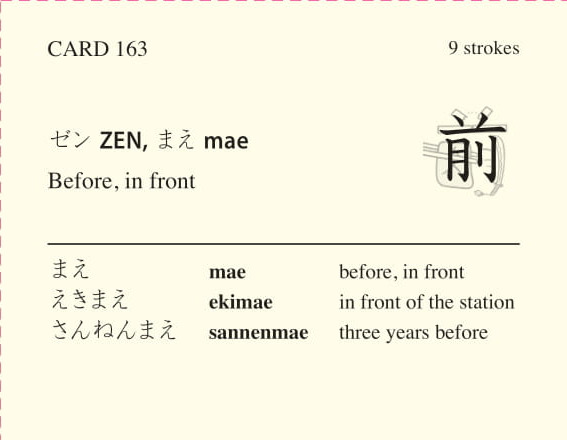 CARD 163 9 strokes
ゼン ZEN, まえ mae
Before, in front
前
まえ mae before, in front
えきまえ ekimae in front of the station
さんねんまえ sannenmae three years before